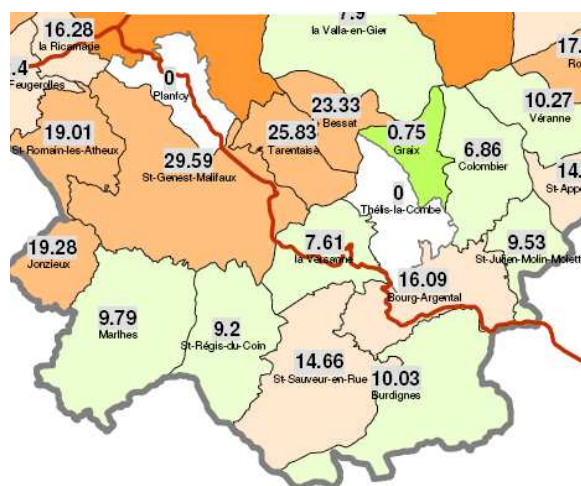 7.9
la Valla-en-Gier
16.28
la Ricamarie
17.
Ro
.4
Feugerolles
0
Planfoy
23.33
Bessat
10.27
Véranne
19.01
St-Romain-les-Atheux
25.83
Tarentaise
0.75
Graix
6.86
Colombier
29.59
St-Genest-Malifaux
14.
St-Appo
0
Thélis-la-Combe
19.28
Jonzieux
7.61
la Versanne
9.53
St-Julien-Molin-Molette
16.09
Bourg-Argental
9.79
Marlhes
9.2
St-Régis-du-Coin
14.66
St-Sauveur-en-Rue
10.03
Burdignes